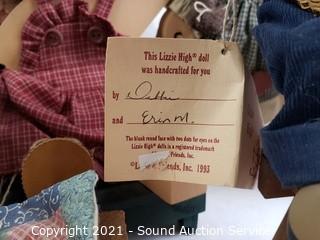 This Lizzie High® doll
was handcrafted for you
by Debbie
and Erin M.
The blank round face with two dots for eyes on the
Lizzie High® dolls is a registered trademark
Friends, Inc.
© Friends, Inc. 1993
Copyright 2021 - Sound Auction Service